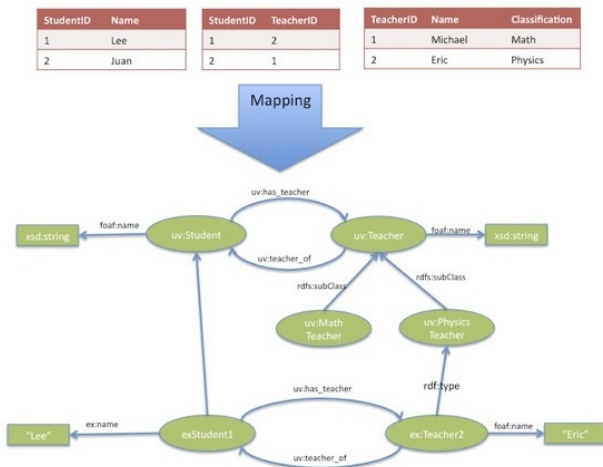 StudentID Name
1 Lee
2 Juan
StudentID TeacherID
1 2
2 1
TeacherID Name Classification
1 Michael Math
2 Eric Physics
Mapping
uv:has_teacher
xsd:string
foaf:name
uv:Student
uv:Teacher
foaf:name
xsd:string
uv:teacher_of
rdfs:subClass
rdfs:subClass
uv:Math
Teacher
uv:Physics
Teacher
rdf:type
uv:has_teacher
"Lee"
ex:name
exStudent1
ex:Teacher2
foaf:name
"Eric"
uv:teacher_of